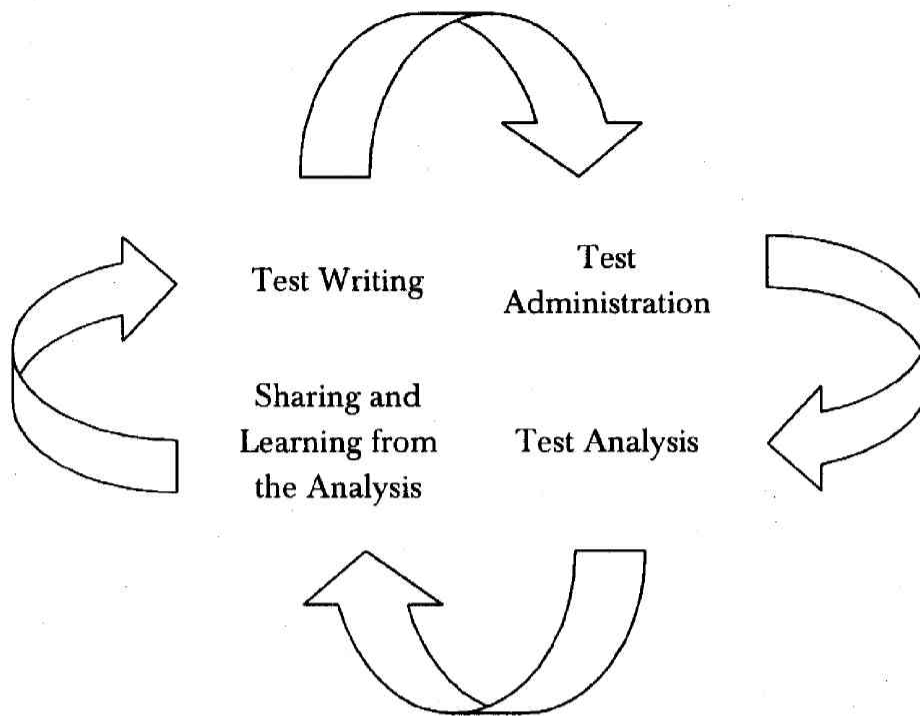 Test Writing
Test
Administration
Sharing and
Learning from
the Analysis
Test Analysis